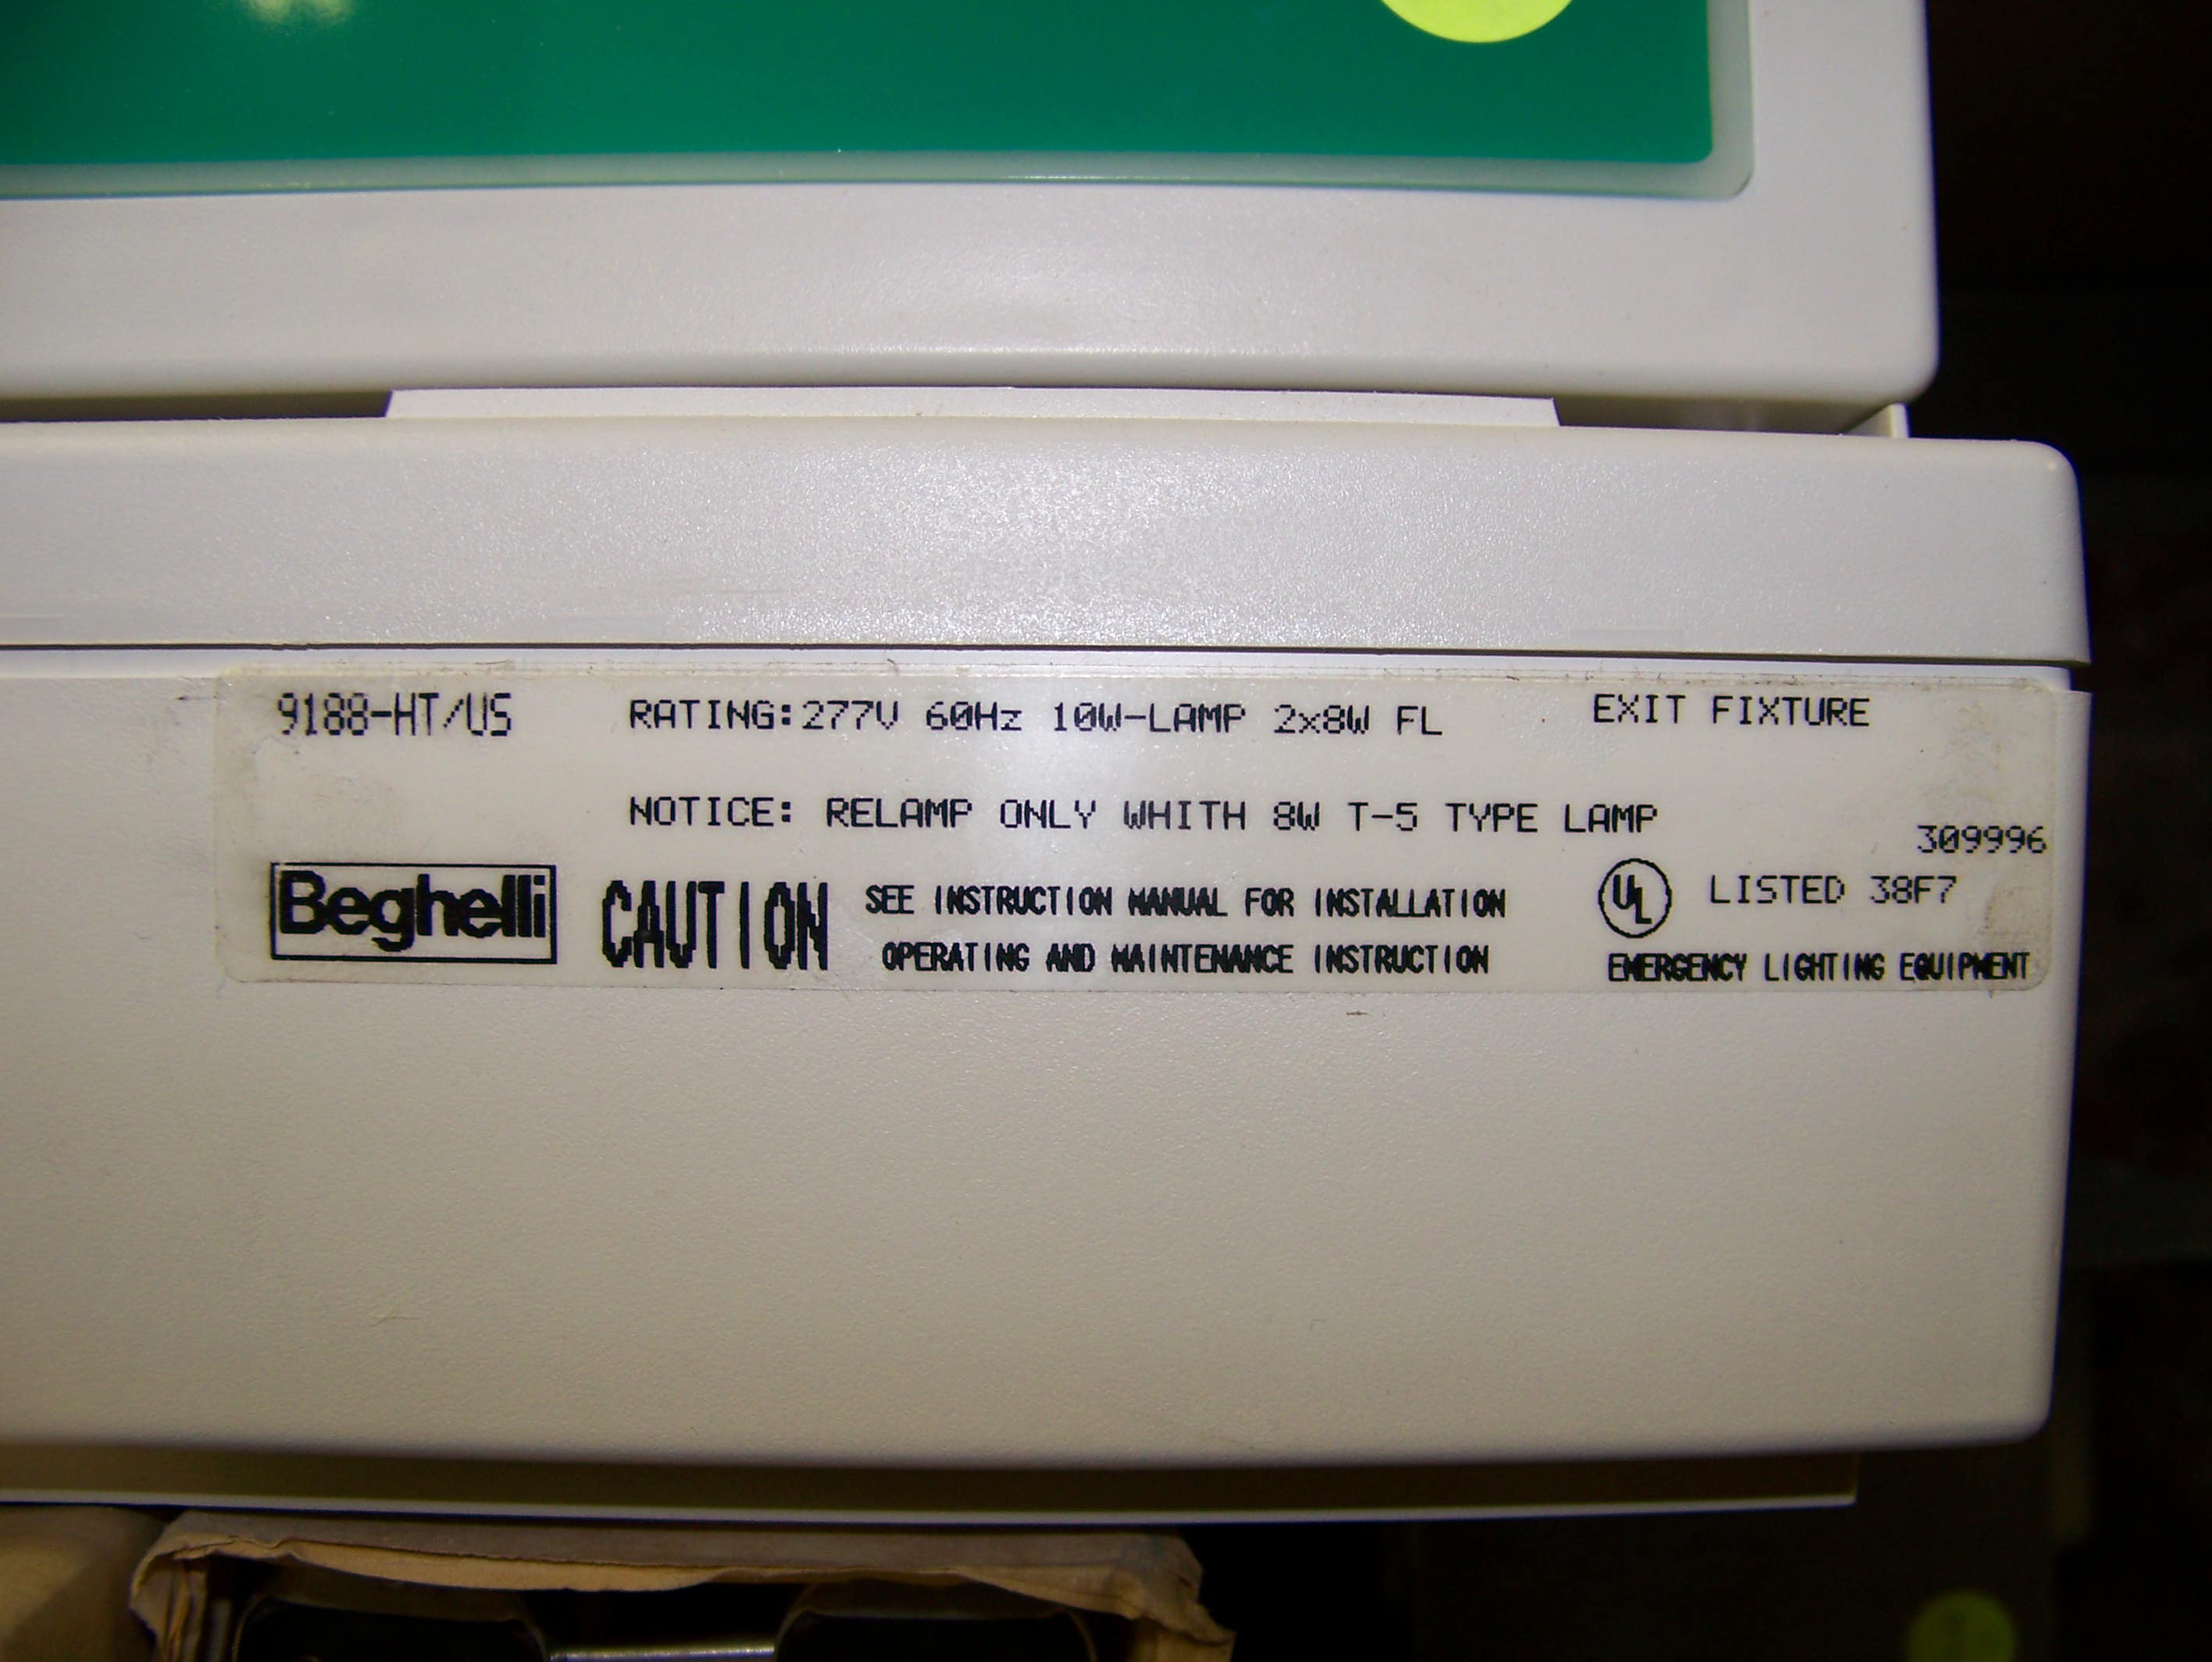 9188-HT/US RATING:277V 60Hz 10W-LAMP 2x8W FL EXIT FIXTURE
NOTICE: RELAMP ONLY WHITH 8W T-5 TYPE LAMP
309996
Beghelli CAUTION SEE INSTRUCTION MANUAL FOR INSTALLATION
OPERATING AND MAINTENANCE INSTRUCTION
UL LISTED 38F7
EMERGENCY LIGHTING EQUIPMENT